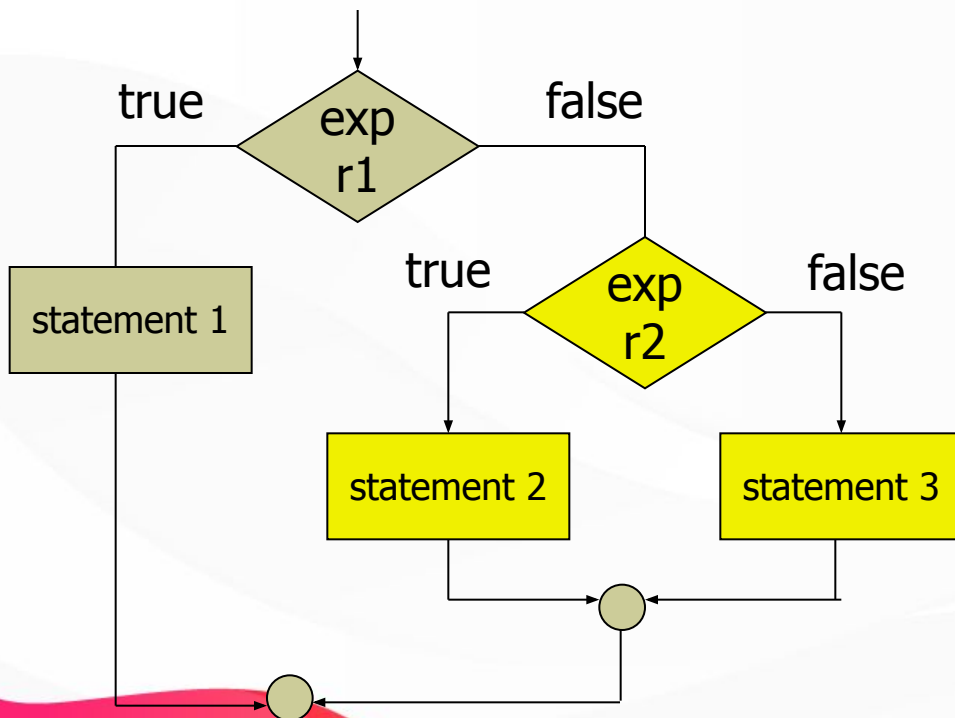 true
false
exp
r1
true
false
exp
r2
statement 1
statement 2
statement 3